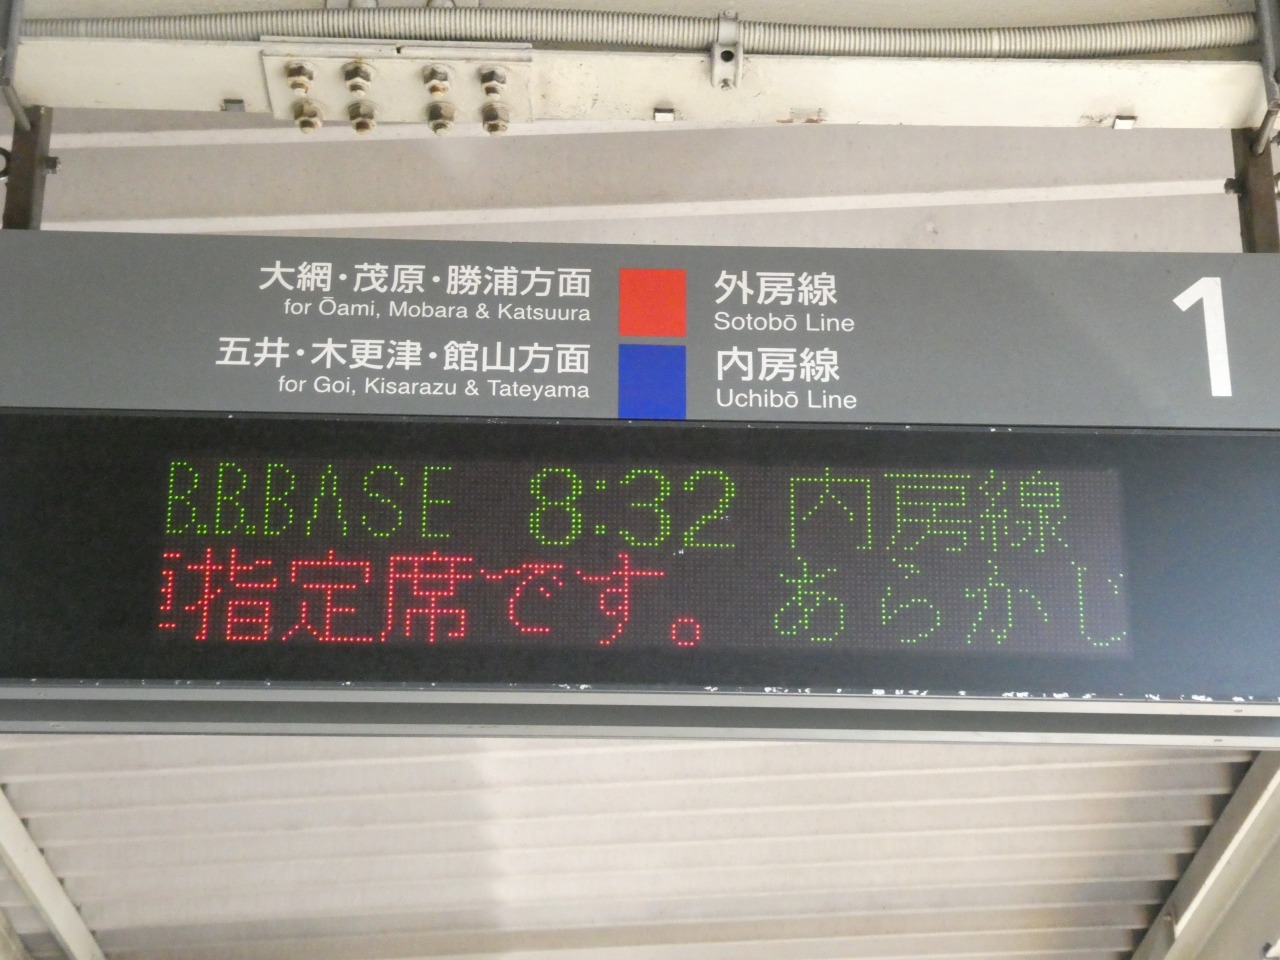 大網・茂原・勝浦方面 外房線
for Ōami, Mobara & Katsuura Sotobō Line
五井・木更津・館山方面 内房線
for Goi, Kisarazu & Tateyama Uchibō Line
1
B.B.BASE 8:32 内房線
指定席です。 あらかじ